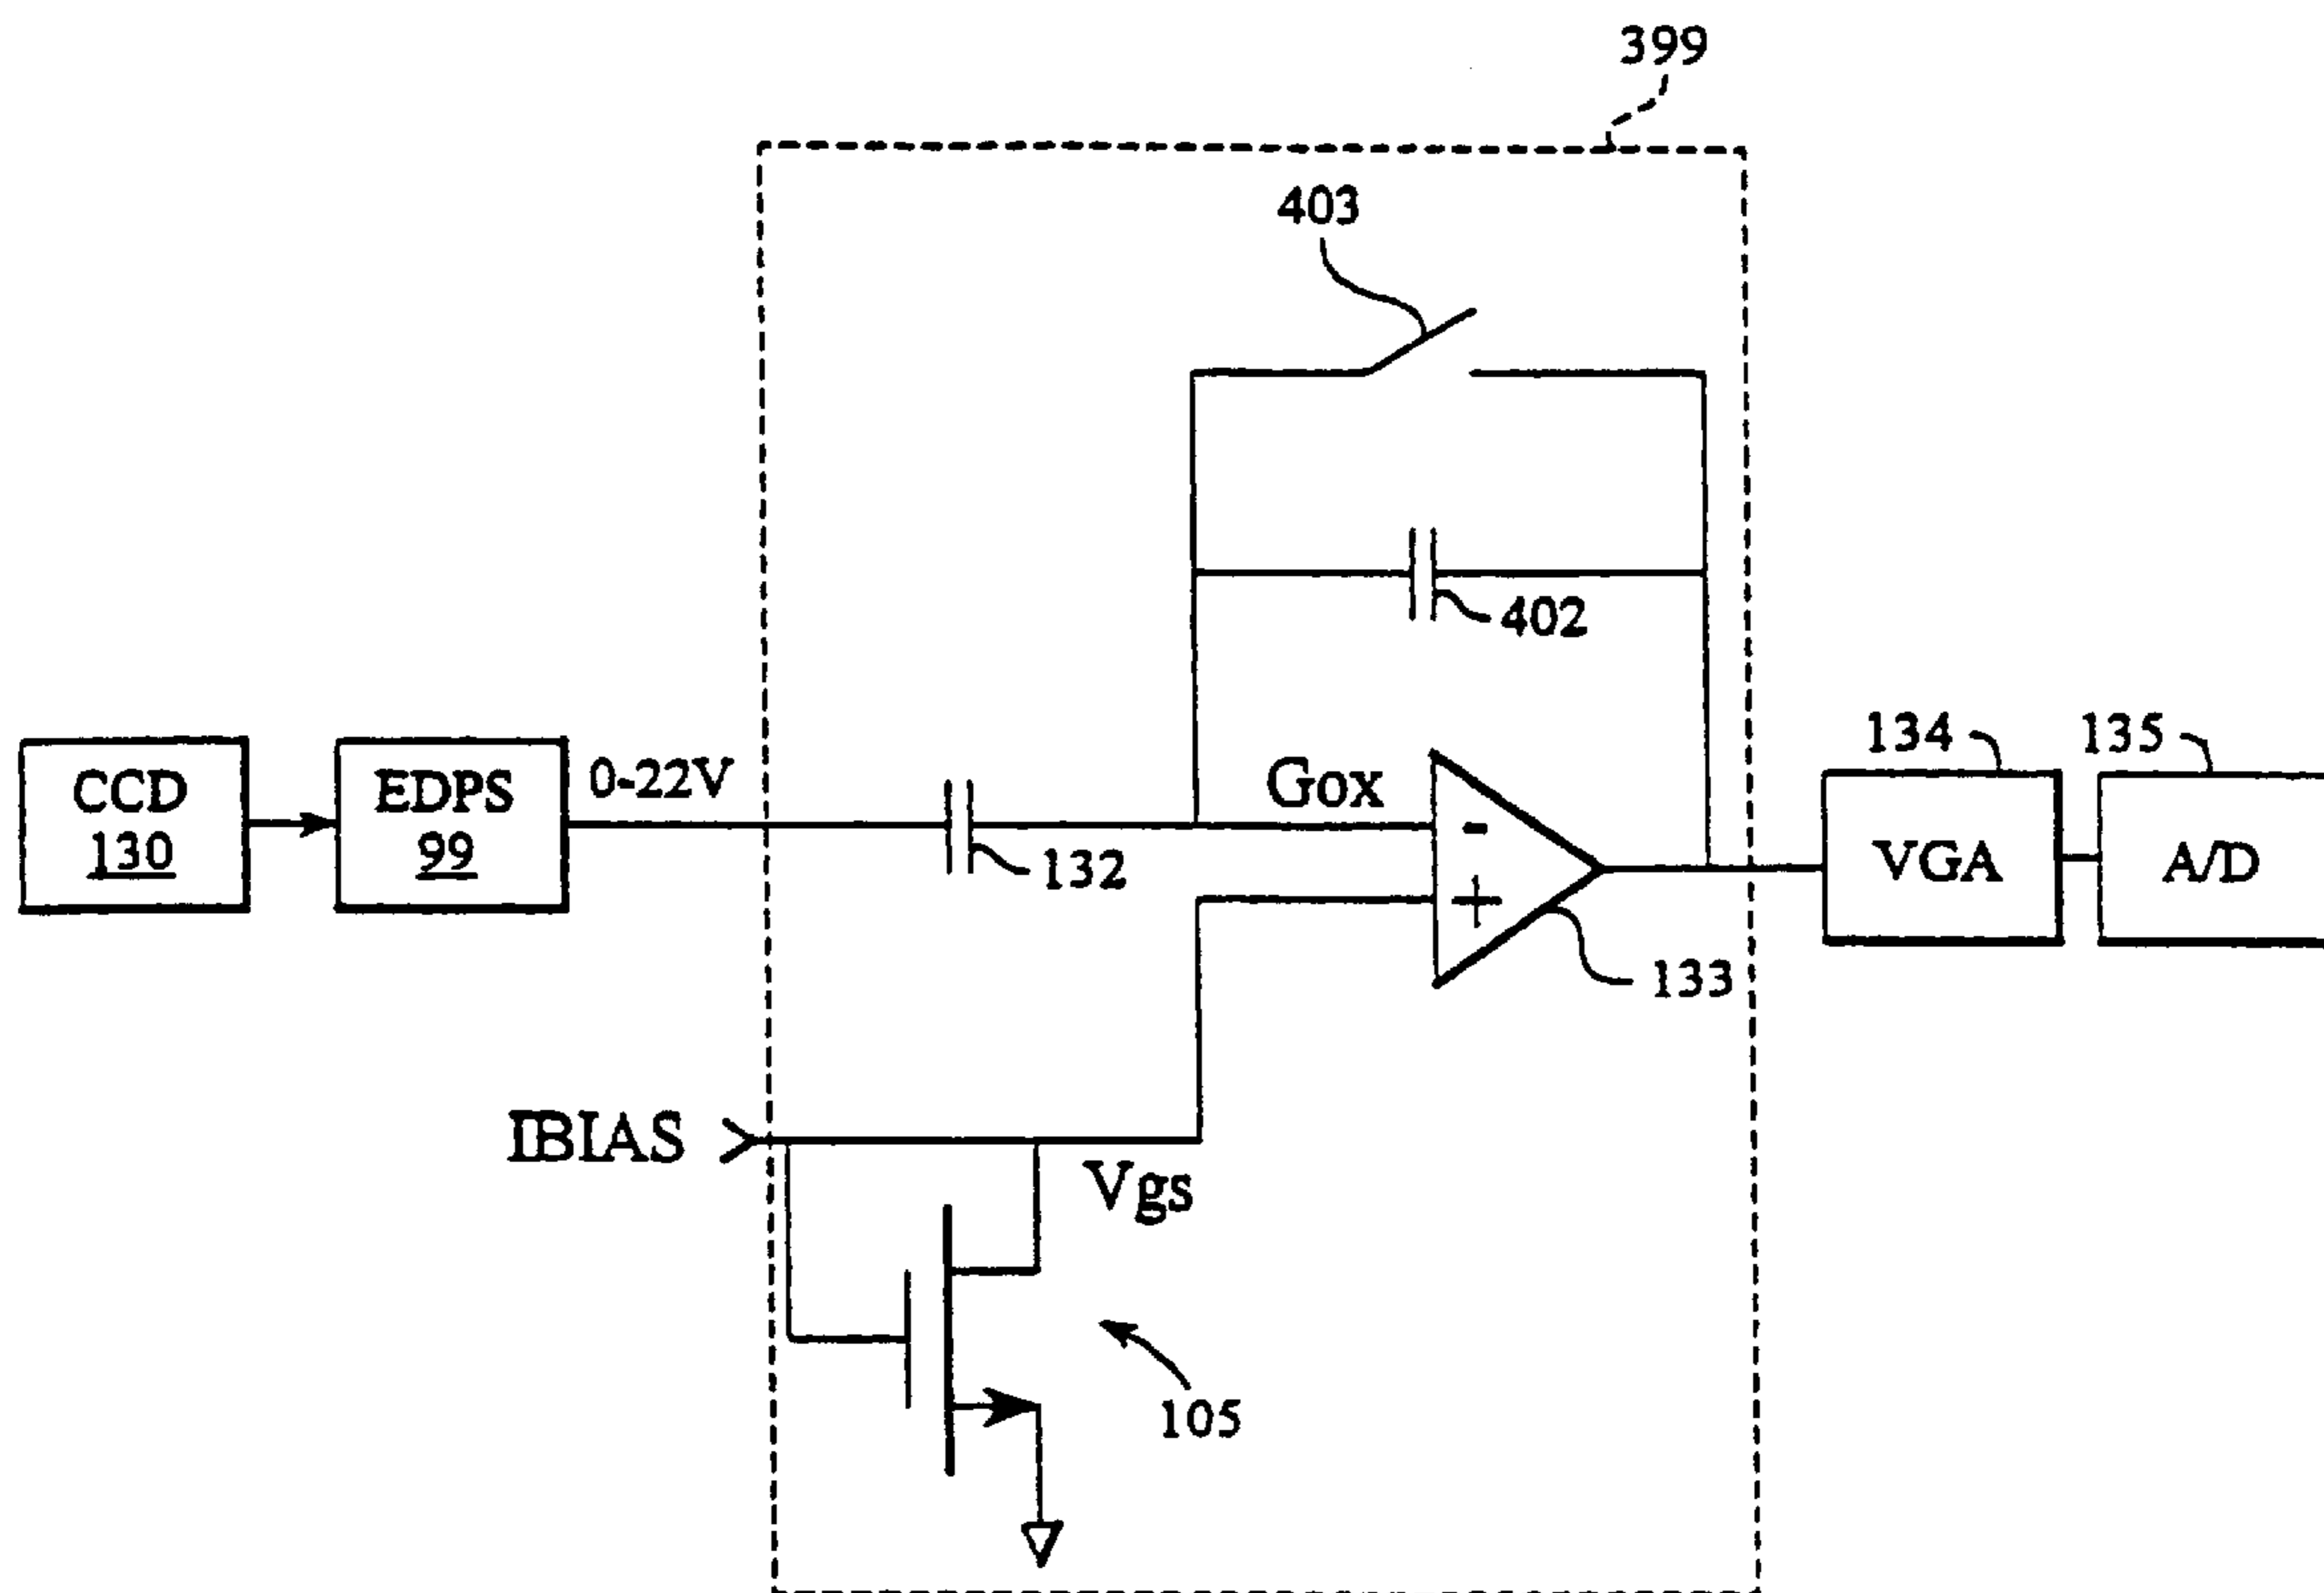 399
403
402
CCD
130
EDPS
99
0-22V
132
Gox
-
+
133
134
VGA
135
A/D
IBIAS
Vgs
105